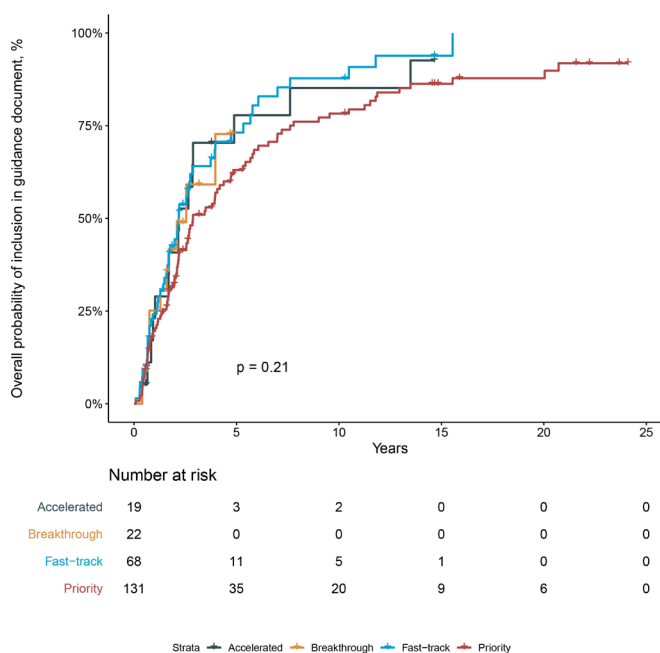 Overall probability of inclusion in guidance document, %
100%
75%
50%
25%
0%
p = 0.21
0 5 10 15 20 25
Years
Number at risk
Accelerated 19 3 2 0 0 0
Breakthrough 22 0 0 0 0 0
Fast−track 68 11 5 1 0 0
Priority 131 35 20 9 6 0
Strata Accelerated Breakthrough Fast−track Priority